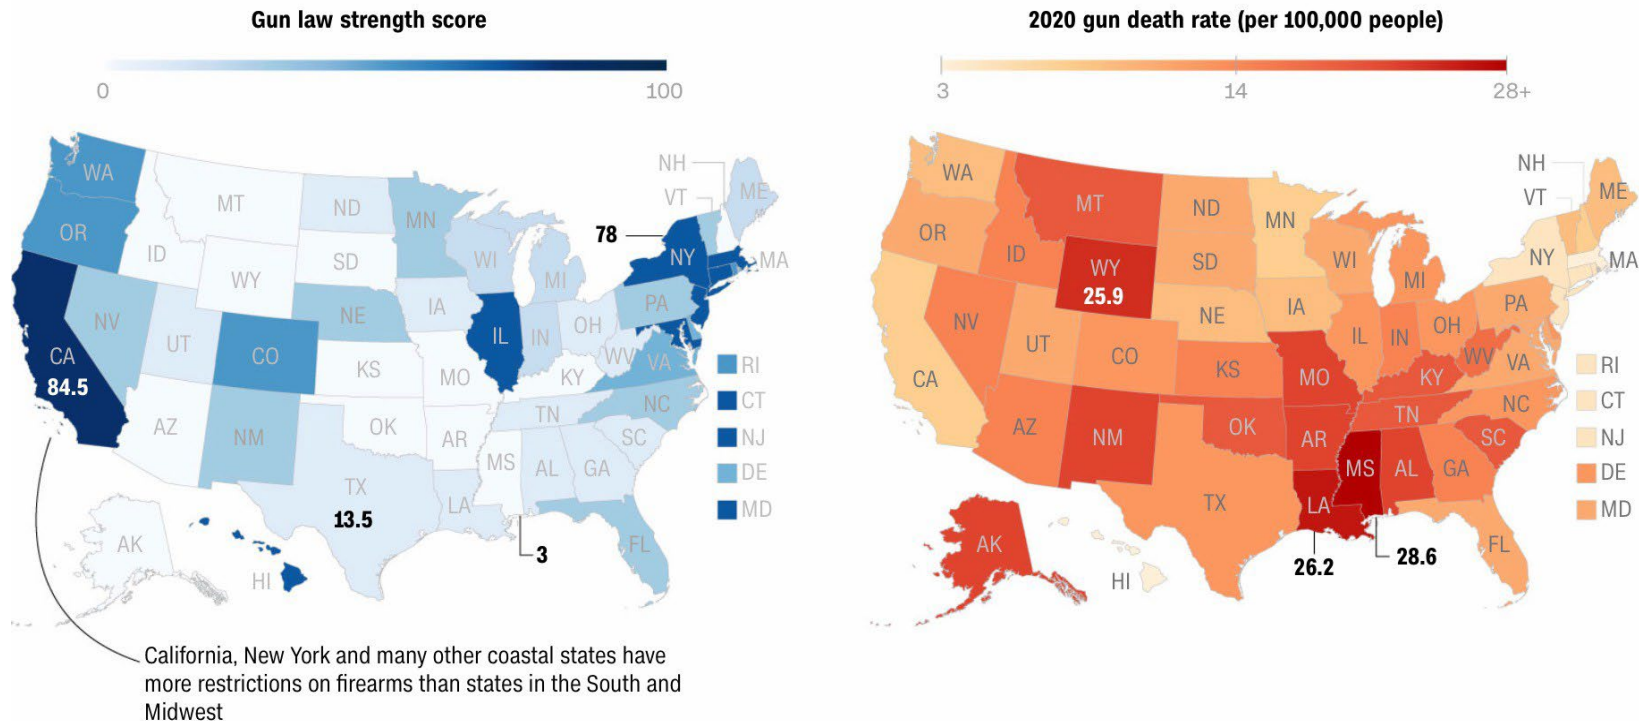 Gun law strength score
0
100
WA
OR
CA
84.5
NV
ID
MT
WY
UT
AZ
CO
NM
ND
SD
NE
KS
OK
TX
13.5
MN
IA
MO
AR
LA
WI
IL
MI
IN
OH
KY
TN
MS
3
AL
GA
FL
SC
NC
VA
WV
PA
NY
78
VT
NH
ME
MA
RI
CT
NJ
DE
MD
AK
HI
California, New York and many other coastal states have
more restrictions on firearms than states in the South and
Midwest
2020 gun death rate (per 100,000 people)
3
14
28+
WA
OR
CA
NV
ID
MT
WY
25.9
UT
AZ
CO
NM
ND
SD
NE
KS
OK
TX
MN
IA
MO
AR
LA
26.2
WI
IL
MI
IN
OH
KY
TN
MS
28.6
AL
GA
FL
SC
NC
VA
WV
PA
NY
VT
NH
ME
MA
RI
CT
NJ
DE
MD
AK
HI